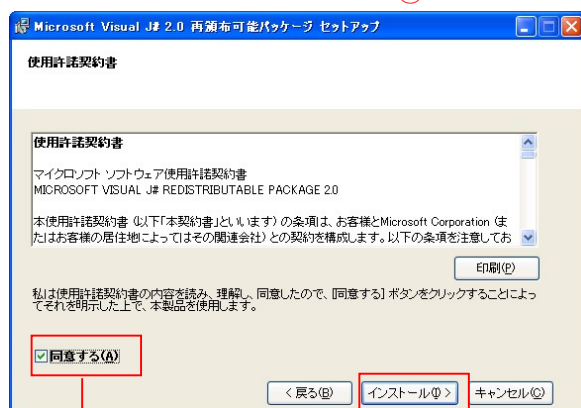 Microsoft Visual J# 2.0 再頒布可能パッケージ セットアップ
使用許諾契約書
使用許諾契約書
マイクロソフト ソフトウェア使用許諾契約書
MICROSOFT VISUAL J# REDISTRIBUTABLE PACKAGE 2.0
本使用許諾契約書 (以下「本契約書」といいます) の条項は、お客様とMicrosoft Corporation (ま
たはお客様の居住地によってはその関連会社) との契約を構成します。以下の条項を注意してお
印刷(P)
私は使用許諾契約書の内容を読み、理解し、同意したので、[同意する] ボタンをクリックすることによっ
てそれを明示した上で、本製品を使用します。
同意する(A)
< 戻る(B) インストール(I) > キャンセル(C)